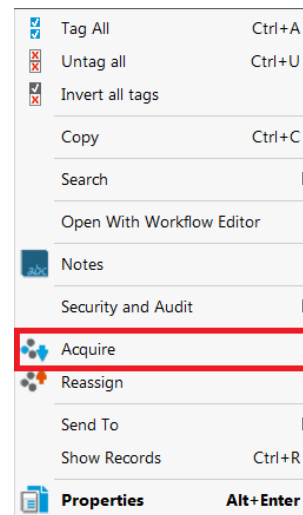 Tag All Ctrl+A
Untag all Ctrl+U
Invert all tags
Copy Ctrl+C
Search
Open With Workflow Editor
abc Notes
Security and Audit
Acquire
Reassign
Send To
Show Records Ctrl+R
Properties Alt+Enter